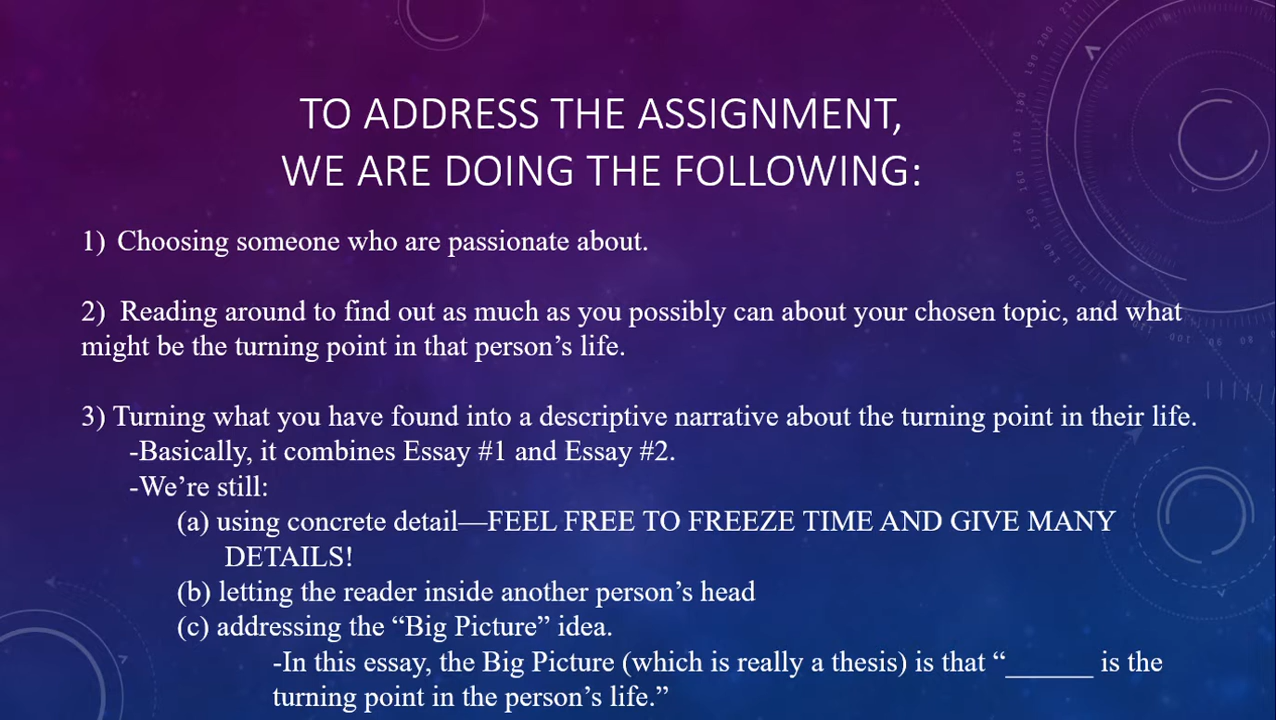 TO ADDRESS THE ASSIGNMENT,
WE ARE DOING THE FOLLOWING:
1) Choosing someone who are passionate about.
2) Reading around to find out as much as you possibly can about your chosen topic, and what
might be the turning point in that person’s life.
3) Turning what you have found into a descriptive narrative about the turning point in their life.
-Basically, it combines Essay #1 and Essay #2.
-We’re still:
(a) using concrete detail—FEEL FREE TO FREEZE TIME AND GIVE MANY
DETAILS!
(b) letting the reader inside another person’s head
(c) addressing the “Big Picture” idea.
-In this essay, the Big Picture (which is really a thesis) is that “______ is the
turning point in the person’s life.”